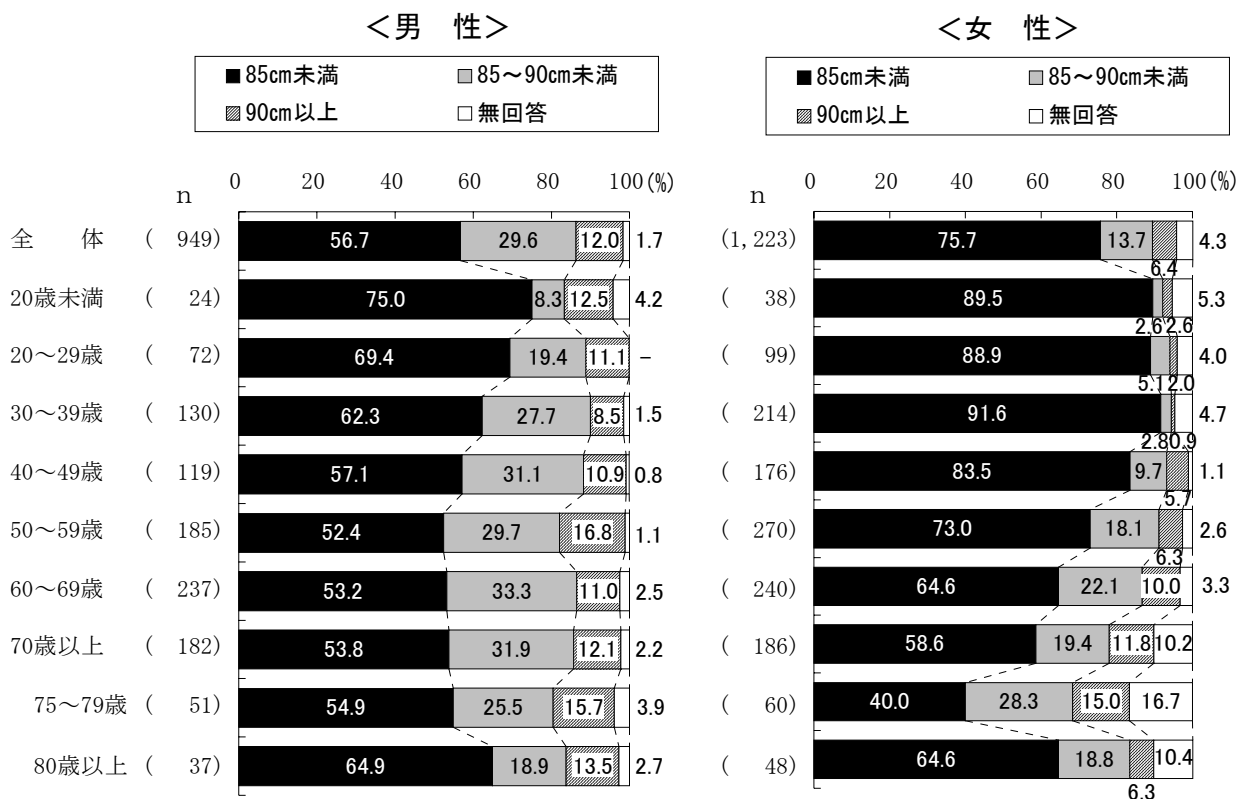 ＜男　性＞
■85cm未満 □85～90cm未満
90cm以上 □無回答
n 0 20 40 60 80 100(%)
全　体 ( 949) 56.7 29.6 12.0 1.7
20歳未満 ( 24) 75.0 8.3 12.5 4.2
20～29歳 ( 72) 69.4 19.4 11.1 –
30～39歳 ( 130) 62.3 27.7 8.5 1.5
40～49歳 ( 119) 57.1 31.1 10.9 0.8
50～59歳 ( 185) 52.4 29.7 16.8 1.1
60～69歳 ( 237) 53.2 33.3 11.0 2.5
70歳以上 ( 182) 53.8 31.9 12.1 2.2
75～79歳 ( 51) 54.9 25.5 15.7 3.9
80歳以上 ( 37) 64.9 18.9 13.5 2.7
＜女　性＞
■85cm未満 □85～90cm未満
90cm以上 □無回答
n 0 20 40 60 80 100(%)
(1,223) 75.7 13.7 6.4 4.3
( 38) 89.5 2.6 2.6 5.3
( 99) 88.9 5.1 2.0 4.0
( 214) 91.6 2.8 0.9 4.7
( 176) 83.5 9.7 5.7 1.1
( 270) 73.0 18.1 6.3 2.6
( 240) 64.6 22.1 10.0 3.3
( 186) 58.6 19.4 11.8 10.2
( 60) 40.0 28.3 15.0 16.7
( 48) 64.6 18.8 6.3 10.4